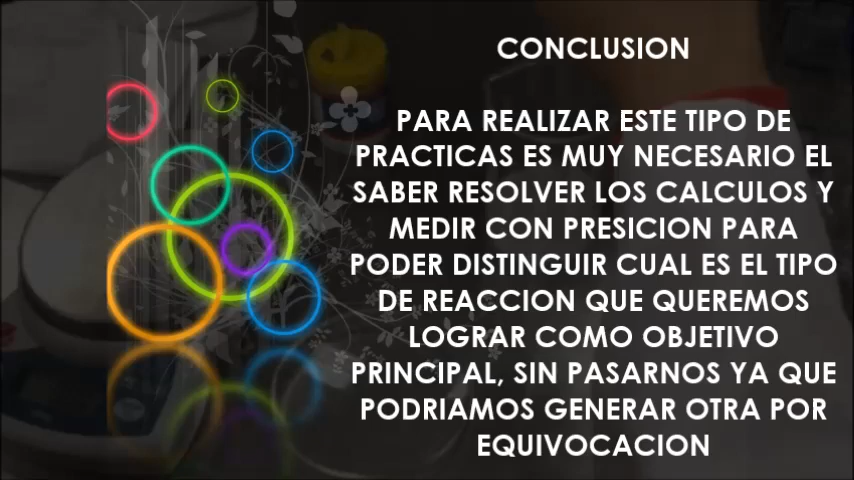 CONCLUSION
PARA REALIZAR ESTE TIPO DE
PRACTICAS ES MUY NECESARIO EL
SABER RESOLVER LOS CALCULOS Y
MEDIR CON PRESICION PARA
PODER DISTINGUIR CUAL ES EL TIPO
DE REACCION QUE QUEREMOS
LOGRAR COMO OBJETIVO
PRINCIPAL, SIN PASARNOS YA QUE
PODRIAMOS GENERAR OTRA POR
EQUIVOCACION